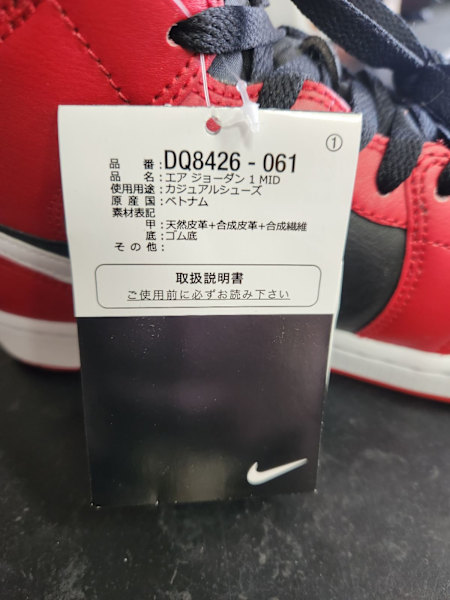 ①
品番:DQ8426-061
品名:エア ジョーダン 1 MID
使用用途:カジュアルシューズ
原産国:ベトナム
素材表記
甲:天然皮革+合成皮革+合成繊維
底:ゴム底
その他:
取扱説明書
ご使用前に必ずお読み下さい